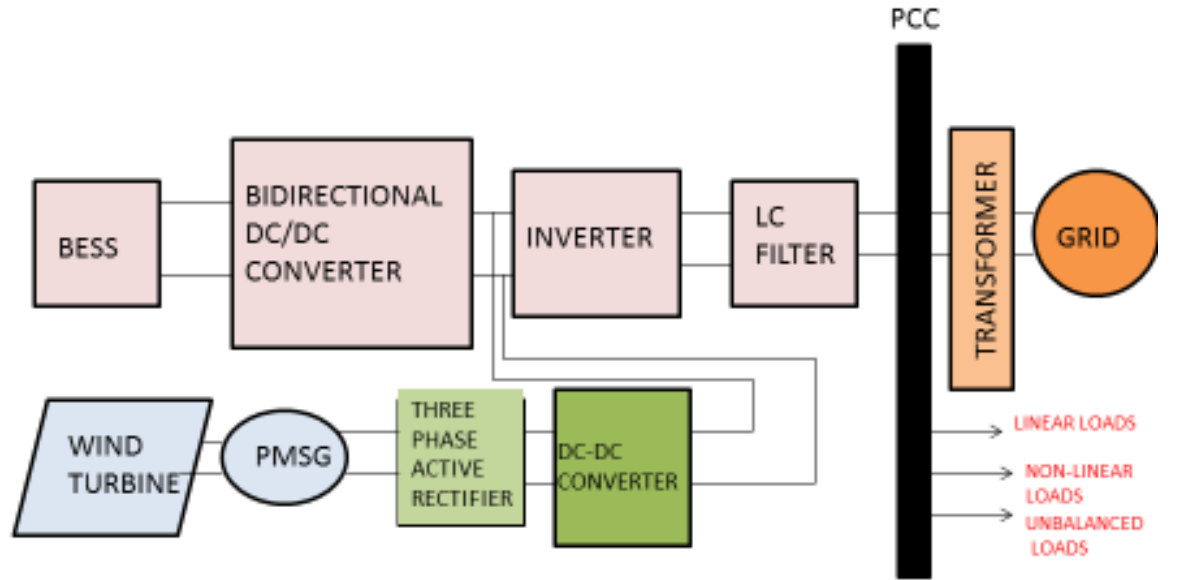 PCC
BESS
BIDIRECTIONAL
DC/DC
CONVERTER
INVERTER
LC
FILTER
TRANSFORMER
GRID
WIND
TURBINE
PMSG
THREE
PHASE
ACTIVE
RECTIFIER
DC-DC
CONVERTER
LINEAR LOADS
NON-LINEAR
LOADS
UNBALANCED
LOADS